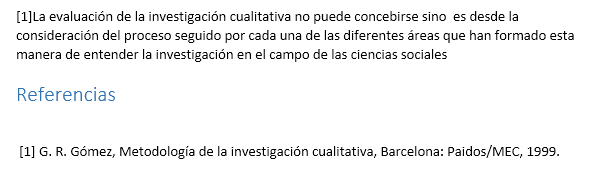 [1]La evaluación de la investigación cualitativa no puede concebirse sino  es desde la
consideración del proceso seguido por cada una de las diferentes áreas que han formado esta
manera de entender la investigación en el campo de las ciencias sociales
Referencias
[1] G. R. Gómez, Metodología de la investigación cualitativa, Barcelona: Paidos/MEC, 1999.